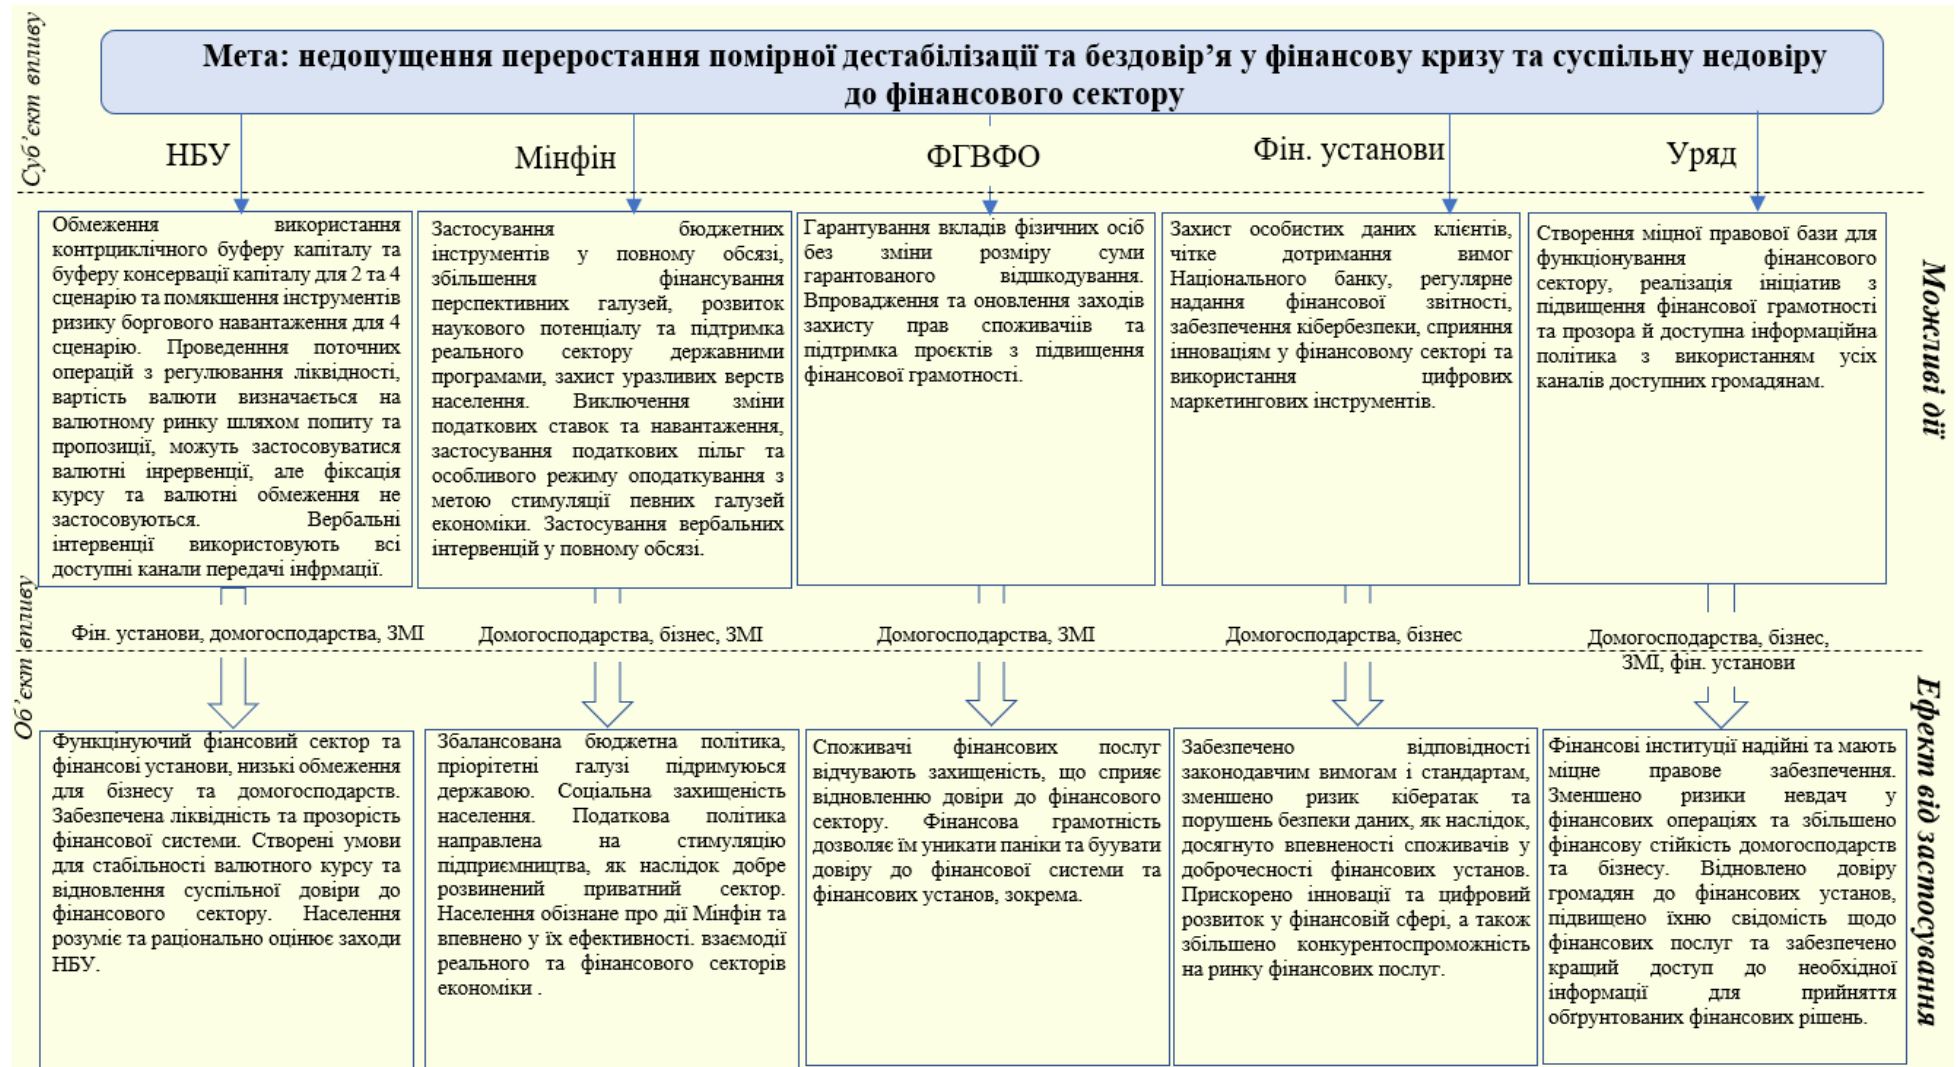 Суб’єкт впливу
Мета: недопущення переростання помірної дестабілізації та бездовір’я у фінансову кризу та суспільну недовіру
до фінансового сектору
НБУ
Мінфін
ФГВФО
Фін. установи
Уряд
Обмеження використання
контрциклічного буферу капіталу та
буферу консервації капіталу для 2 та 4
сценарію та помякшення інструментів
ризику боргового навантаження для 4
сценарію. Проведенння поточних
операцій з регулювання ліквідності,
вартість валюти визначається на
валютному ринку шляхом попиту та
пропозиції, можуть застосовуватися
валютні інрервенції, але фіксація
курсу та валютні обмеження не
застосовуються. Вербальні
інтервенції використовують всі
доступні канали передачі інфрмації.
Застосування бюджетних
інструментів у повному обсязі,
збільшення фінансування
перспективних галузей, розвиток
наукового потенціалу та підтримка
реального сектору державними
програмами, захист уразливих верств
населення. Виключення зміни
податкових ставок та навантаження,
застосування податкових пільг та
особливого режиму оподаткування з
метою стимуляції певних галузей
економіки. Застосування вербальних
інтервенцій у повному обсязі.
Гарантування вкладів фізичних осіб
без зміни розміру суми
гарантованого відшкодування.
Впровадження та оновлення заходів
захисту прав споживачіів та
підтримка проєктів з підвищення
фінансової грамотності.
Захист особистих даних клієнтів,
чітке дотримання вимог
Національного банку, регулярне
надання фінансової звітності,
забезпечення кібербезпеки, сприяння
інноваціям у фінансовому секторі та
використання цифрових
маркетингових інструментів.
Створення міцної правової бази для
функціонування фінансового
сектору, реалізація ініціатив з
підвищення фінансової грамотності
та прозора й доступна інформаційна
політика з використанням усіх
каналів доступних громадянам.
Можливі дії
Об’єкт впливу
Фін. установи, домогосподарства, ЗМІ
Домогосподарства, бізнес, ЗМІ
Домогосподарства, ЗМІ
Домогосподарства, бізнес
Домогосподарства, бізнес,
ЗМІ, фін. установи
Функцінуючий фіансовий сектор та
фінансові установи, низькі обмеження
для бізнесу та домогосподарств.
Забезпечена ліквідність та прозорість
фінансової системи. Створені умови
для стабільності валютного курсу та
відновлення суспільної довіри до
фінансового сектору. Населення
розуміє та раціонально оцінює заходи
НБУ.
Збалансована бюджетна політика,
пріорітетні галузі підримуюься
державою. Соціальна захищеність
населення. Податкова політика
направлена на стимуляцію
підприємництва, як наслідок добре
розвинений приватний сектор.
Населення обізнане про дії Мінфін та
впевнено у їх ефективності. взаємодії
реального та фінансового секторів
економіки .
Споживачі фінансових послуг
відчувають захищеність, що сприяє
відновленню довіри до фінансового
сектору. Фінансова грамотність
дозволяє їм уникати паніки та буувати
довіру до фінансової системи та
фінансових установ, зокрема.
Забезпечено відповідності
законодавчим вимогам і стандартам,
зменшено ризик кібератак та
порушень безпеки даних, як наслідок,
досягнуто впевненості споживачів у
доброчесності фінансових установ.
Прискорено інновації та цифровий
розвиток у фінансовій сфері, а також
збільшено конкурентоспроможність
на ринку фінансових послуг.
Фінансові інституції надійні та мають
міцне правове забезпечення.
Зменшено ризики невдач у
фінансових операціях та збільшено
фінансову стійкість домогосподарств
та бізнесу. Відновлено довіру
громадян до фінансових установ,
підвищено їхню свідомість щодо
фінансових послуг та забезпечено
кращий доступ до необхідної
інформації для прийняття
обґрунтованих фінансових рішень.
Ефект від застосування